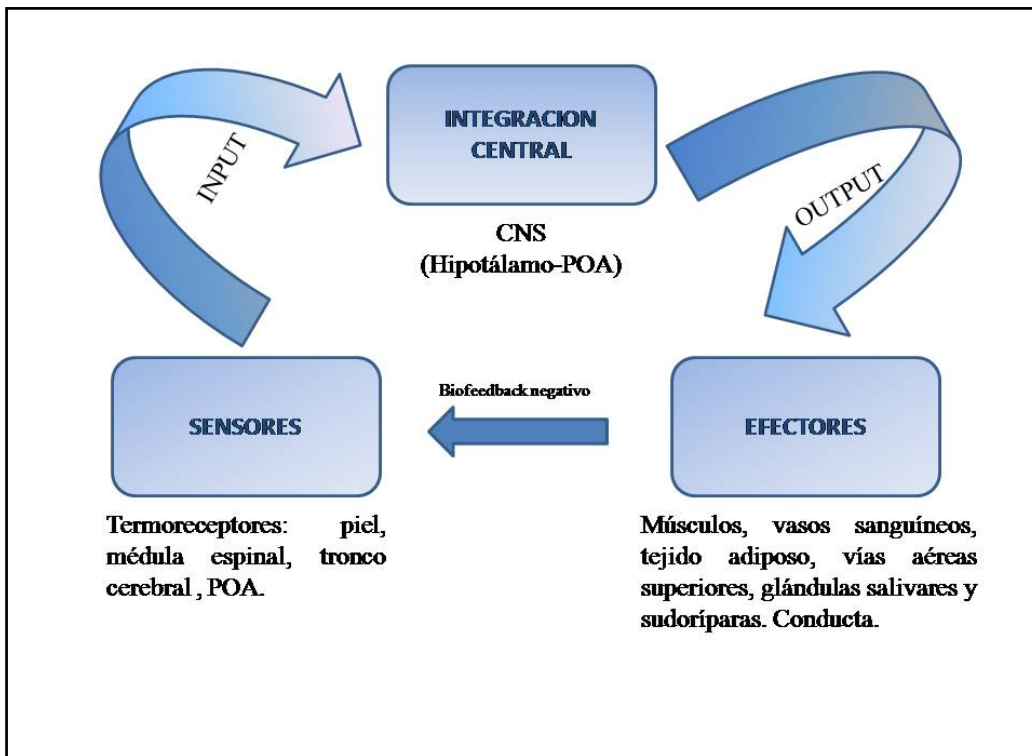 INTEGRACION
CENTRAL
INPUT
OUTPUT
CNS
(Hipotálamo-POA)
Biofeedback negativo
SENSORES
EFECTORES
Termoreceptores: piel,
médula espinal, tronco
cerebral , POA.
Músculos, vasos sanguíneos,
tejido adiposo, vías aéreas
superiores, glándulas salivares y
sudoríparas. Conducta.